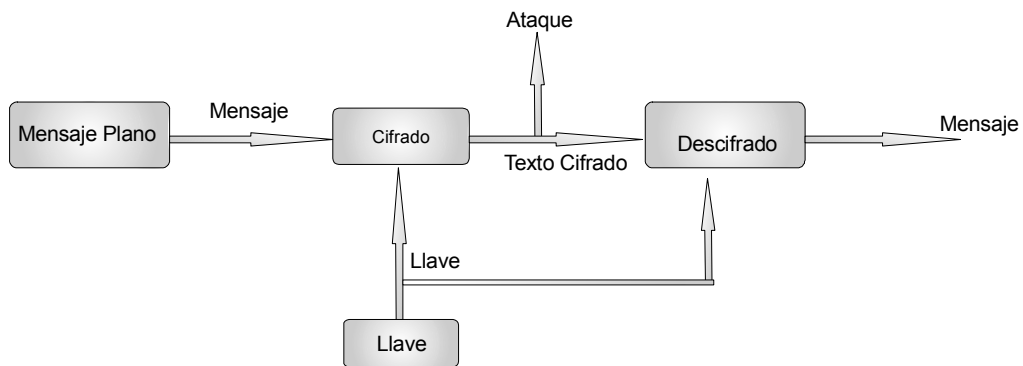 Ataque
Mensaje Plano
Mensaje
Cifrado
Texto Cifrado
Descifrado
Mensaje
Llave
Llave